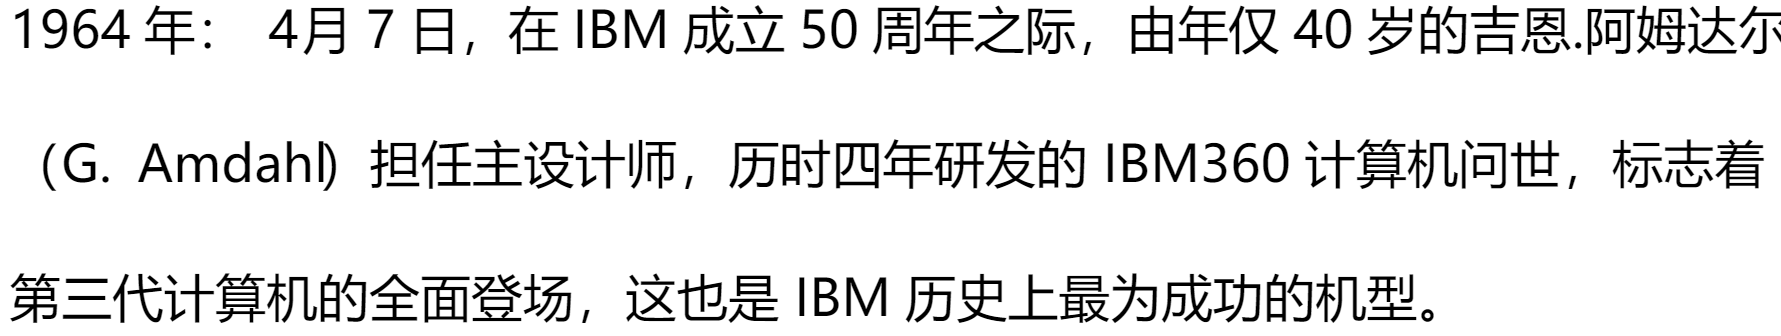 1964 年： 4月 7 日，在 IBM 成立 50 周年之际，由年仅 40 岁的吉恩.阿姆达尔
（G. Amdahl）担任主设计师，历时四年研发的 IBM360 计算机问世，标志着
第三代计算机的全面登场，这也是 IBM 历史上最为成功的机型。